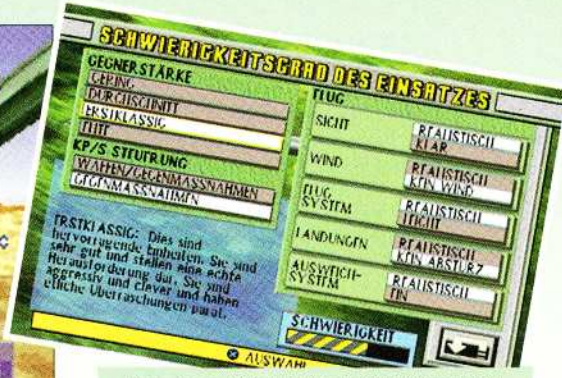 SCHWIERIGKEITSGRAD DES EINSATZES
GEGNERSTÄRKE
GERING
DURCHSCHNITT
ERSTKLASSIG
ELITE
KP/S STEUERUNG
WAFFEN/GEGENMASSNAHMEN
GEGENMASSNAHMEN
ERSTKLASSIG: Dies sind
hervorragende Einheiten. Sie sind
sehr gut und stellen eine echte
Herausforderung dar. Sie sind
aggressiv und clever und haben
etliche Überraschungen parat.
FLUG
SICHT
REALISTISCH
KLAR
WIND
REALISTISCH
KEIN WIND
FLUG
SYSTEM
REALISTISCH
LEICHT
LANDUNGEN
REALISTISCH
KEIN ABSTURZ
AUSWEICH-
SYSTEM
REALISTISCH
EIN
SCHWIERIGKEIT
AUSWAHL